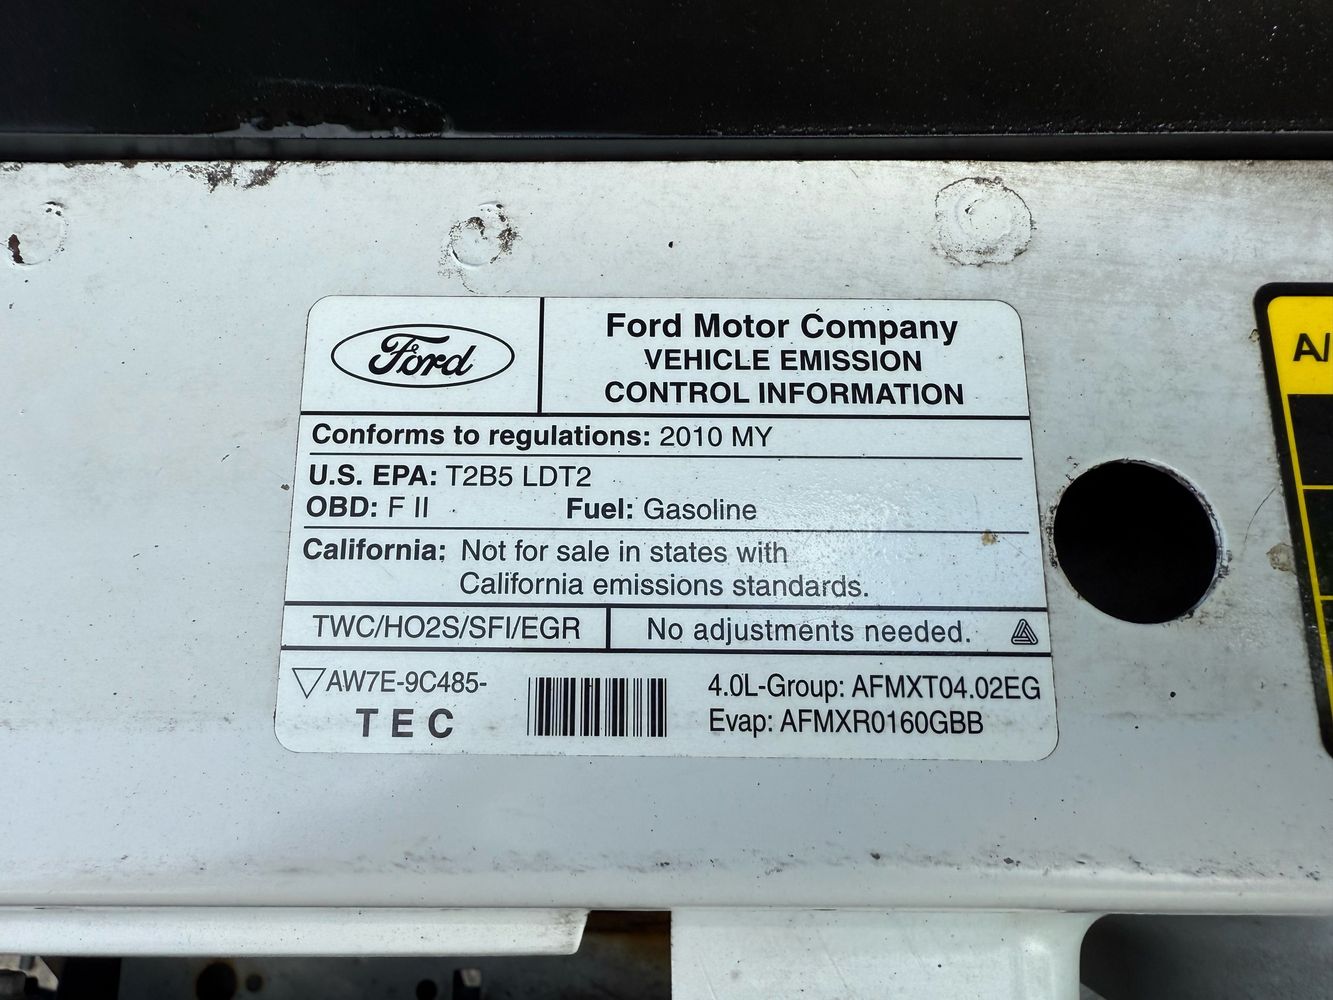 Ford
Ford Motor Company
VEHICLE EMISSION
CONTROL INFORMATION
Conforms to regulations: 2010 MY
U.S. EPA: T2B5 LDT2
OBD: F II Fuel: Gasoline
California: Not for sale in states with
California emissions standards.
TWC/HO2S/SFI/EGR
No adjustments needed.
AW7E-9C485-
TEC
4.0L-Group: AFMXT04.02EG
Evap: AFMXR0160GBB
A/